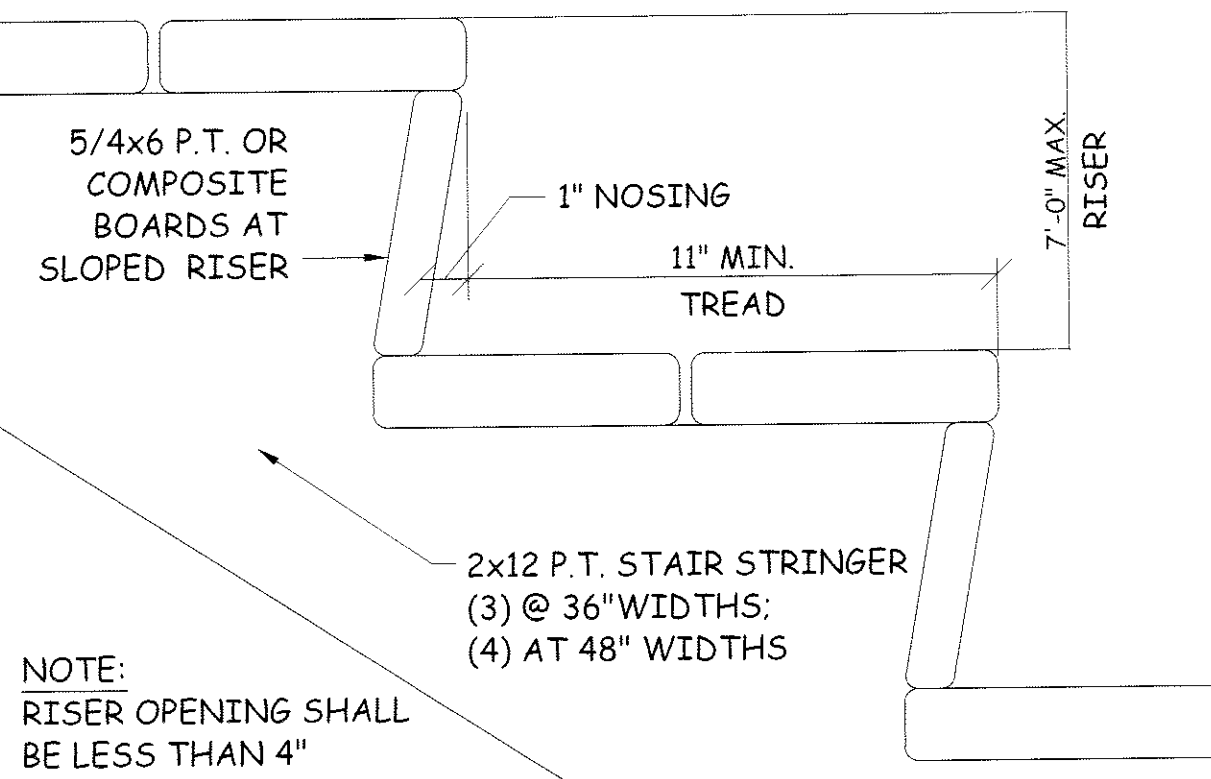 5/4x6 P.T. OR
COMPOSITE
BOARDS AT
SLOPED RISER
1" NOSING
11" MIN.
TREAD
7'-0" MAX.
RISER
2x12 P.T. STAIR STRINGER
(3) @ 36"WIDTHS;
(4) AT 48" WIDTHS
NOTE:
RISER OPENING SHALL
BE LESS THAN 4"